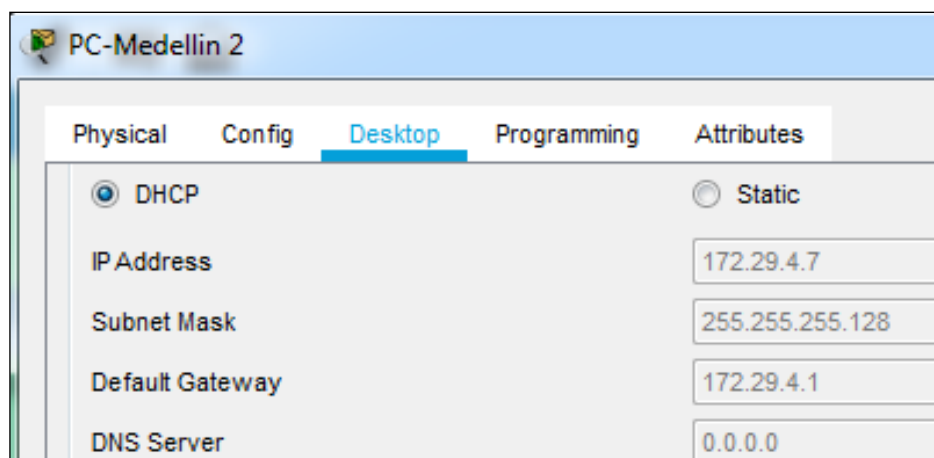 PC-Medellin 2
Physical Config Desktop Programming Attributes
DHCP Static
IP Address 172.29.4.7
Subnet Mask 255.255.255.128
Default Gateway 172.29.4.1
DNS Server 0.0.0.0